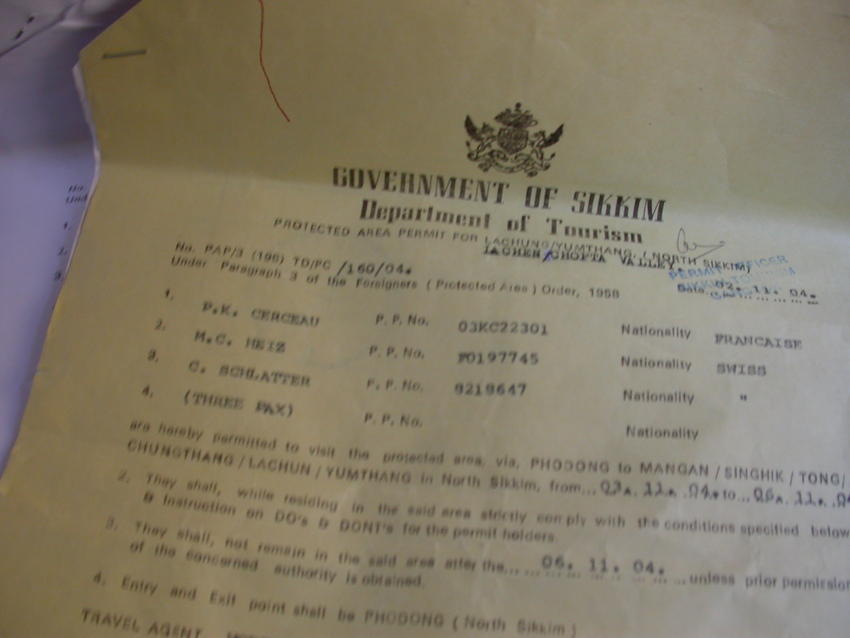 GOVERNMENT OF SIKKIM
Department of Tourism
PROTECTED AREA PERMIT FOR LACHUNG/YUMTHANG, (NORTH SIKKIM)
LACHEN/CHOPTA VALLEY.
PERMIT OFFICER
No. PAP/3 (196) TD/PC /160/04.
Date 02. 11. 04.
Under Paragraph 3 of the Foreigners (Protected Area) Order, 1958
1. P.K. CERCEAU P. P. No. 03KC22301 Nationality FRANCAISE
2. M.C. HEIZ P. P. No. F0197745 Nationality SWISS
3. C. SCHLATTER P. P. No. 9218647 Nationality "
4. (THREE PAX) P. P. No. Nationality
are hereby permitted to visit the protected area, via, PHODONG to MANGAN / SINGHIK / TONG/
CHUNGTHANG / LACHUN / YUMTHANG in North Sikkim, from... 03. 11. .04. to... 06. 11. .
2. They shall, while residing in the said area strictly comply with the conditions specified below
& Instruction on DO's & DONT's for the permit holders.
3. They shall, not remain in the said area after the... 06. 11. 04. ... unless prior permission
of the concerned authority is obtained.
4. Entry and Exit point shall be PHODONG ( North Sikkim )
TRAVEL AGENT